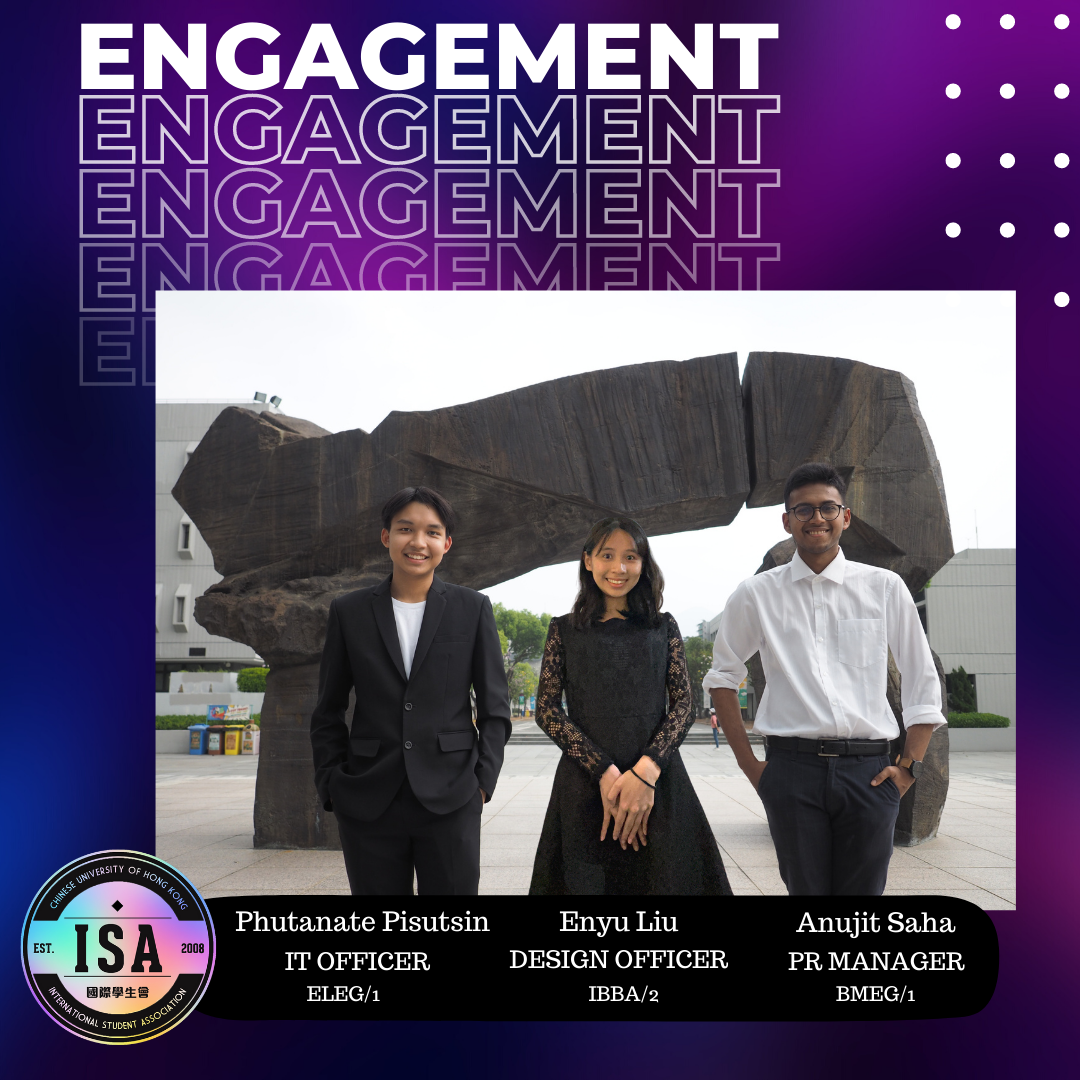 ENGAGEMENT
ENGAGEMENT
ENGAGEMENT
ENGAGEMENT
Phutanate Pisutsin
IT OFFICER
ELEG/1
Enyu Liu
DESIGN OFFICER
IBBA/2
Anujit Saha
PR MANAGER
BMEG/1
CHINESE UNIVERSITY OF HONG KONG
EST.
ISA
2008
國際學生會
INTERNATIONAL STUDENT ASSOCIATION